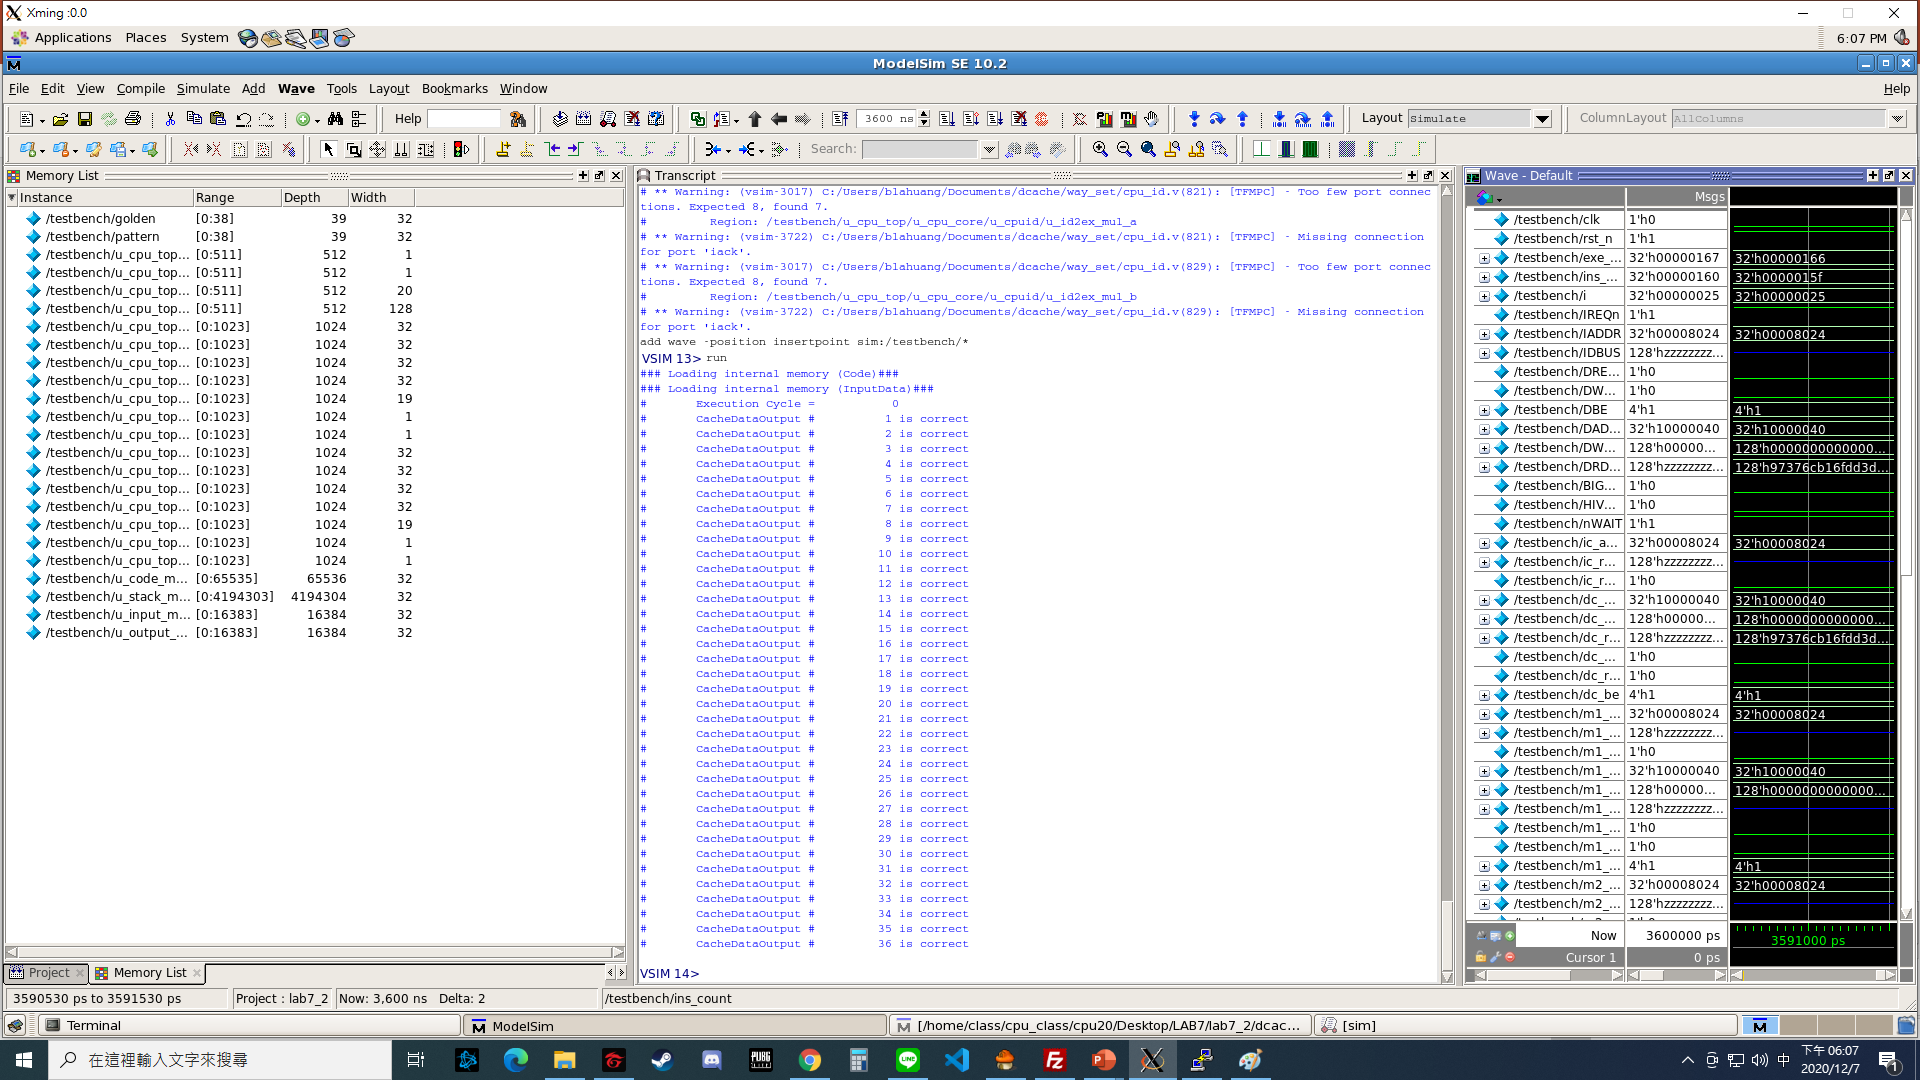 Xming :0.0
Applications Places System 6:07 PM
ModelSim SE 10.2
File Edit View Compile Simulate Add Wave Tools Layout Bookmarks Window Help
Help 3600 ns Layout Simulate ColumnLayout AllColumns
Search:
Memory List
Instance Range Depth Width
/testbench/golden [0:38] 39 32
/testbench/pattern [0:38] 39 32
/testbench/u_cpu_top... [0:511] 512 1
/testbench/u_cpu_top... [0:511] 512 1
/testbench/u_cpu_top... [0:511] 512 20
/testbench/u_cpu_top... [0:511] 512 128
/testbench/u_cpu_top... [0:1023] 1024 32
/testbench/u_cpu_top... [0:1023] 1024 32
/testbench/u_cpu_top... [0:1023] 1024 32
/testbench/u_cpu_top... [0:1023] 1024 32
/testbench/u_cpu_top... [0:1023] 1024 19
/testbench/u_cpu_top... [0:1023] 1024 1
/testbench/u_cpu_top... [0:1023] 1024 1
/testbench/u_cpu_top... [0:1023] 1024 32
/testbench/u_cpu_top... [0:1023] 1024 32
/testbench/u_cpu_top... [0:1023] 1024 32
/testbench/u_cpu_top... [0:1023] 1024 32
/testbench/u_cpu_top... [0:1023] 1024 19
/testbench/u_cpu_top... [0:1023] 1024 1
/testbench/u_cpu_top... [0:1023] 1024 1
/testbench/u_code_m... [0:65535] 65536 32
/testbench/u_stack_m... [0:4194303] 4194304 32
/testbench/u_input_m... [0:16383] 16384 32
/testbench/u_output_... [0:16383] 16384 32
Project Memory List
Transcript
# ** Warning: (vsim-3017) C:/Users/blahuang/Documents/dcache/way_set/cpu_id.v(821): [TFMPC] - Too few port connec
tions. Expected 8, found 7.
# Region: /testbench/u_cpu_top/u_cpu_core/u_cpuid/u_id2ex_mul_a
# ** Warning: (vsim-3722) C:/Users/blahuang/Documents/dcache/way_set/cpu_id.v(821): [TFMPC] - Missing connection
for port 'iack'.
# ** Warning: (vsim-3017) C:/Users/blahuang/Documents/dcache/way_set/cpu_id.v(829): [TFMPC] - Too few port connec
tions. Expected 8, found 7.
# Region: /testbench/u_cpu_top/u_cpu_core/u_cpuid/u_id2ex_mul_b
# ** Warning: (vsim-3722) C:/Users/blahuang/Documents/dcache/way_set/cpu_id.v(829): [TFMPC] - Missing connection
for port 'iack'.
add wave -position insertpoint sim:/testbench/*
VSIM 13> run
### Loading internal memory (Code)###
### Loading internal memory (InputData)###
# Execution Cycle = 0
# CacheDataOutput # 1 is correct
# CacheDataOutput # 2 is correct
# CacheDataOutput # 3 is correct
# CacheDataOutput # 4 is correct
# CacheDataOutput # 5 is correct
# CacheDataOutput # 6 is correct
# CacheDataOutput # 7 is correct
# CacheDataOutput # 8 is correct
# CacheDataOutput # 9 is correct
# CacheDataOutput # 10 is correct
# CacheDataOutput # 11 is correct
# CacheDataOutput # 12 is correct
# CacheDataOutput # 13 is correct
# CacheDataOutput # 14 is correct
# CacheDataOutput # 15 is correct
# CacheDataOutput # 16 is correct
# CacheDataOutput # 17 is correct
# CacheDataOutput # 18 is correct
# CacheDataOutput # 19 is correct
# CacheDataOutput # 20 is correct
# CacheDataOutput # 21 is correct
# CacheDataOutput # 22 is correct
# CacheDataOutput # 23 is correct
# CacheDataOutput # 24 is correct
# CacheDataOutput # 25 is correct
# CacheDataOutput # 26 is correct
# CacheDataOutput # 27 is correct
# CacheDataOutput # 28 is correct
# CacheDataOutput # 29 is correct
# CacheDataOutput # 30 is correct
# CacheDataOutput # 31 is correct
# CacheDataOutput # 32 is correct
# CacheDataOutput # 33 is correct
# CacheDataOutput # 34 is correct
# CacheDataOutput # 35 is correct
# CacheDataOutput # 36 is correct
VSIM 14>
Wave - Default
Msgs
/testbench/clk 1'h0
/testbench/rst_n 1'h1
/testbench/exe_... 32'h00000167 32'h00000166
/testbench/ins_... 32'h00000160 32'h0000015f
/testbench/i 32'h00000025 32'h00000025
/testbench/IREQn 1'h1
/testbench/IADDR 32'h00008024 32'h00008024
/testbench/IDBUS 128'hzzzzzzzz...
/testbench/DRE... 1'h0
/testbench/DW... 1'h0
/testbench/DBE 4'h1 4'h1
/testbench/DAD... 32'h10000040 32'h10000040
/testbench/DW... 128'h00000... 128'h0000000000000...
/testbench/DRD... 128'hzzzzzzzz... 128'h97376cb16fdd3d...
/testbench/BIG... 1'h0
/testbench/HIV... 1'h0
/testbench/nWAIT 1'h1
/testbench/ic_a... 32'h00008024 32'h00008024
/testbench/ic_r... 128'hzzzzzzzz...
/testbench/ic_r... 1'h0
/testbench/dc_... 32'h10000040 32'h10000040
/testbench/dc_... 128'h00000... 128'h0000000000000...
/testbench/dc_r... 128'hzzzzzzzz... 128'h97376cb16fdd3d...
/testbench/dc_... 1'h0
/testbench/dc_r... 1'h0
/testbench/dc_be 4'h1 4'h1
/testbench/m1_... 32'h00008024 32'h00008024
/testbench/m1_... 128'hzzzzzzzz...
/testbench/m1_... 1'h0
/testbench/m1_... 32'h10000040 32'h10000040
/testbench/m1_... 128'h00000... 128'h0000000000000...
/testbench/m1_... 128'hzzzzzzzz...
/testbench/m1_... 1'h0
/testbench/m1_... 1'h0
/testbench/m1_... 4'h1 4'h1
/testbench/m2_... 32'h00008024 32'h00008024
/testbench/m2_... 128'hzzzzzzzz...
Now 3600000 ps 3591000 ps
Cursor 1 0 ps
3590530 ps to 3591530 ps Project : lab7_2 Now: 3,600 ns Delta: 2 /testbench/ins_count
Terminal ModelSim [/home/class/cpu_class/cpu20/Desktop/LAB7/lab7_2/dcac... [sim]
在這裡輸入文字來搜尋
PUBG
中
下午 06:07
2020/12/7
1